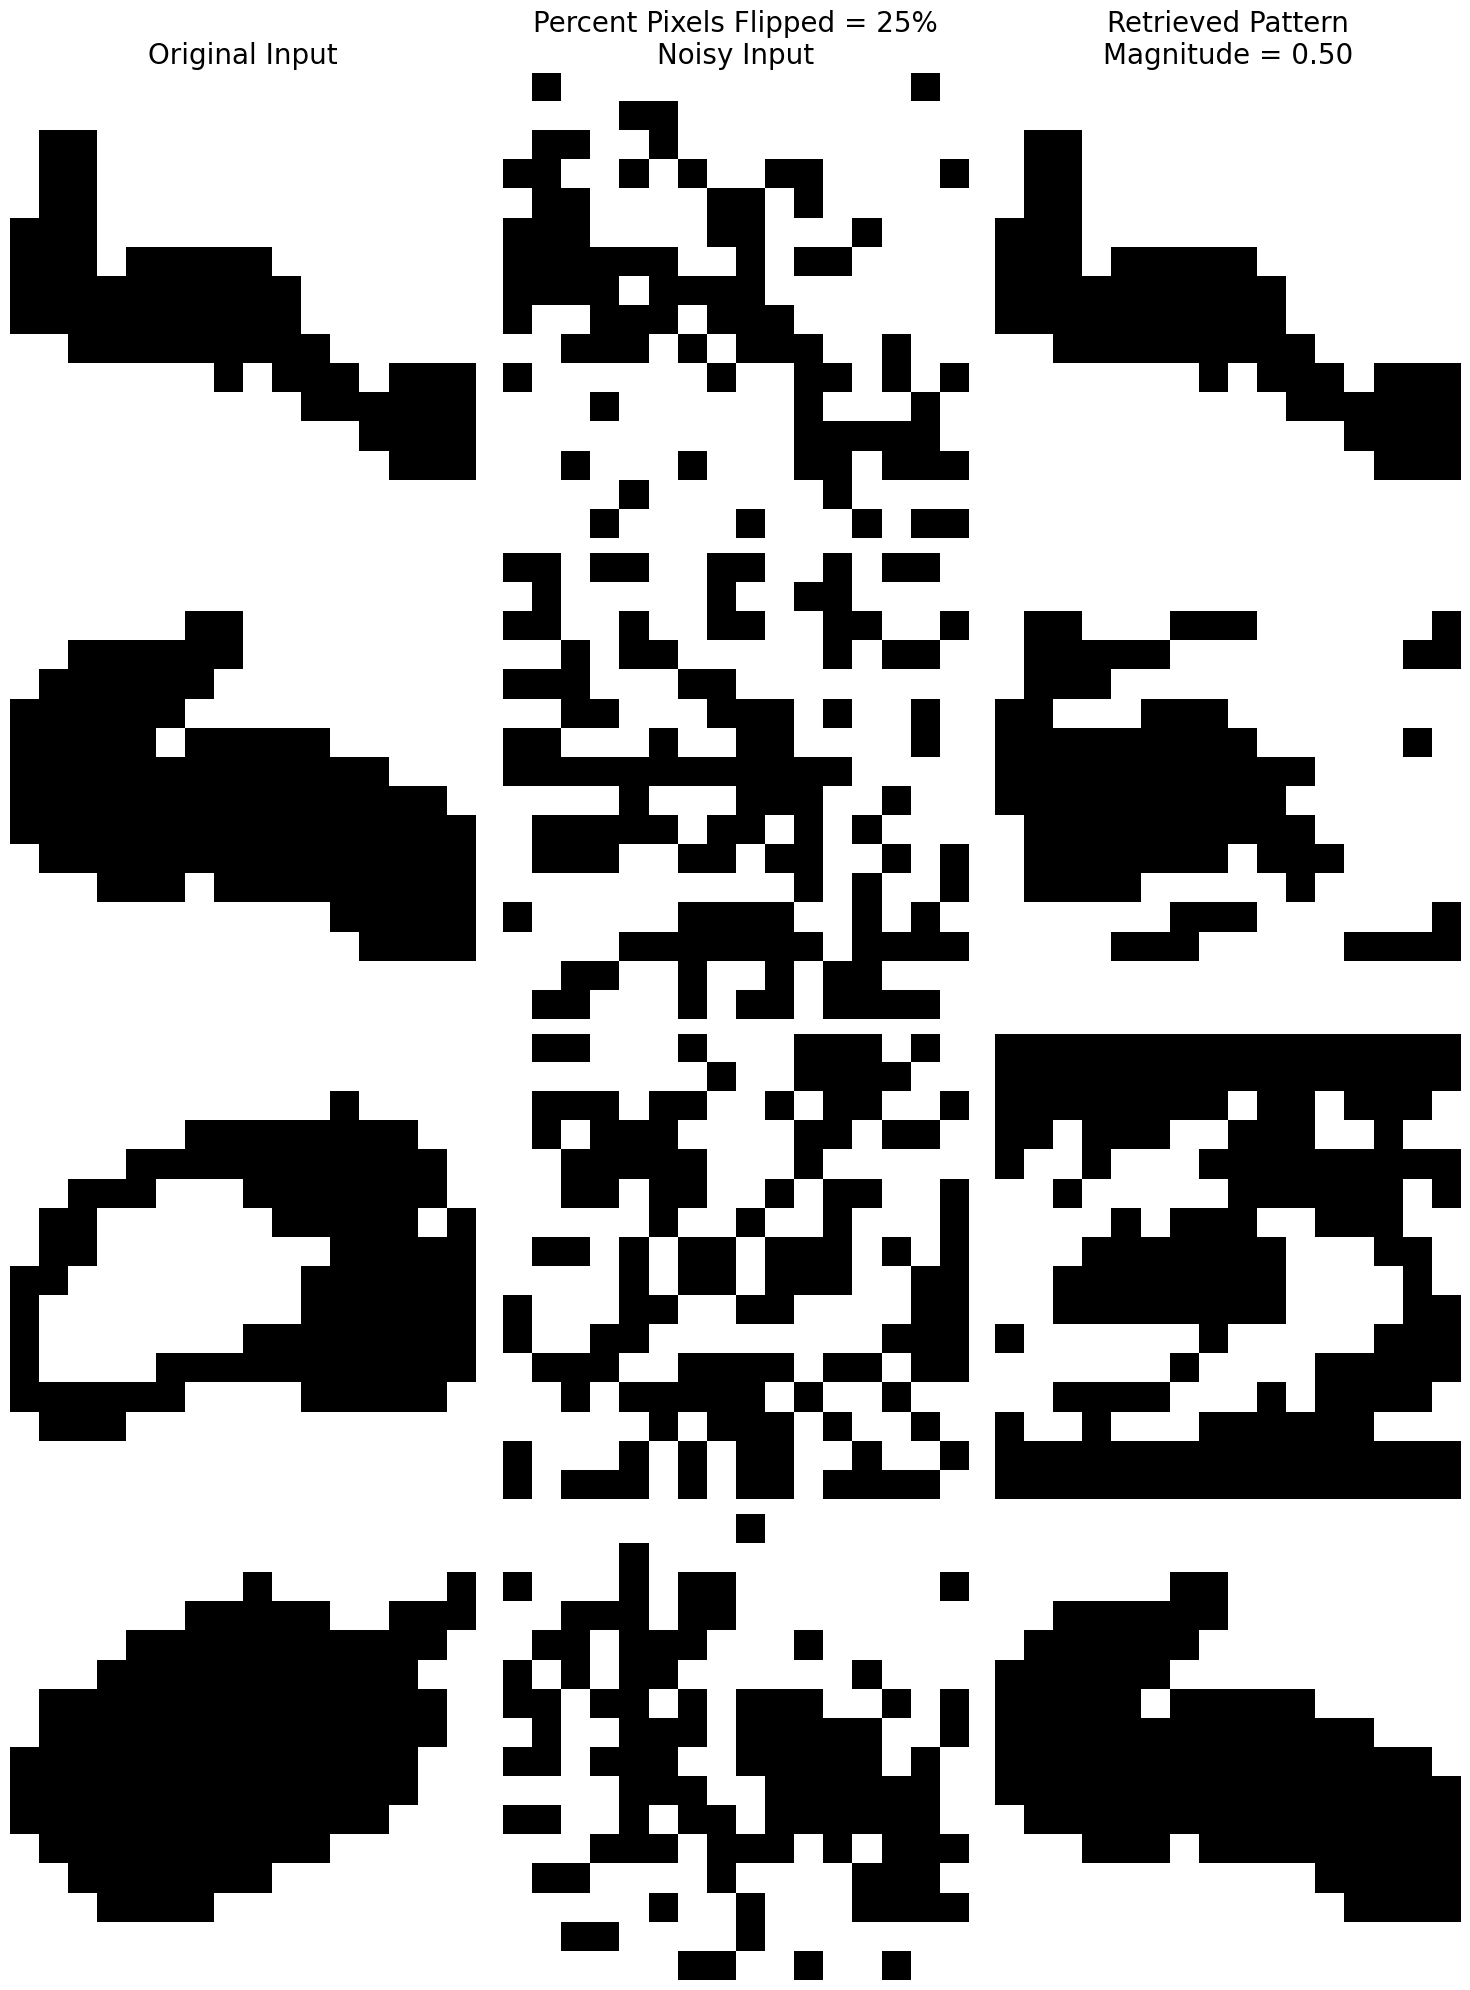 Original Input
Percent Pixels Flipped = 25%
Noisy Input
Retrieved Pattern
Magnitude = 0.50